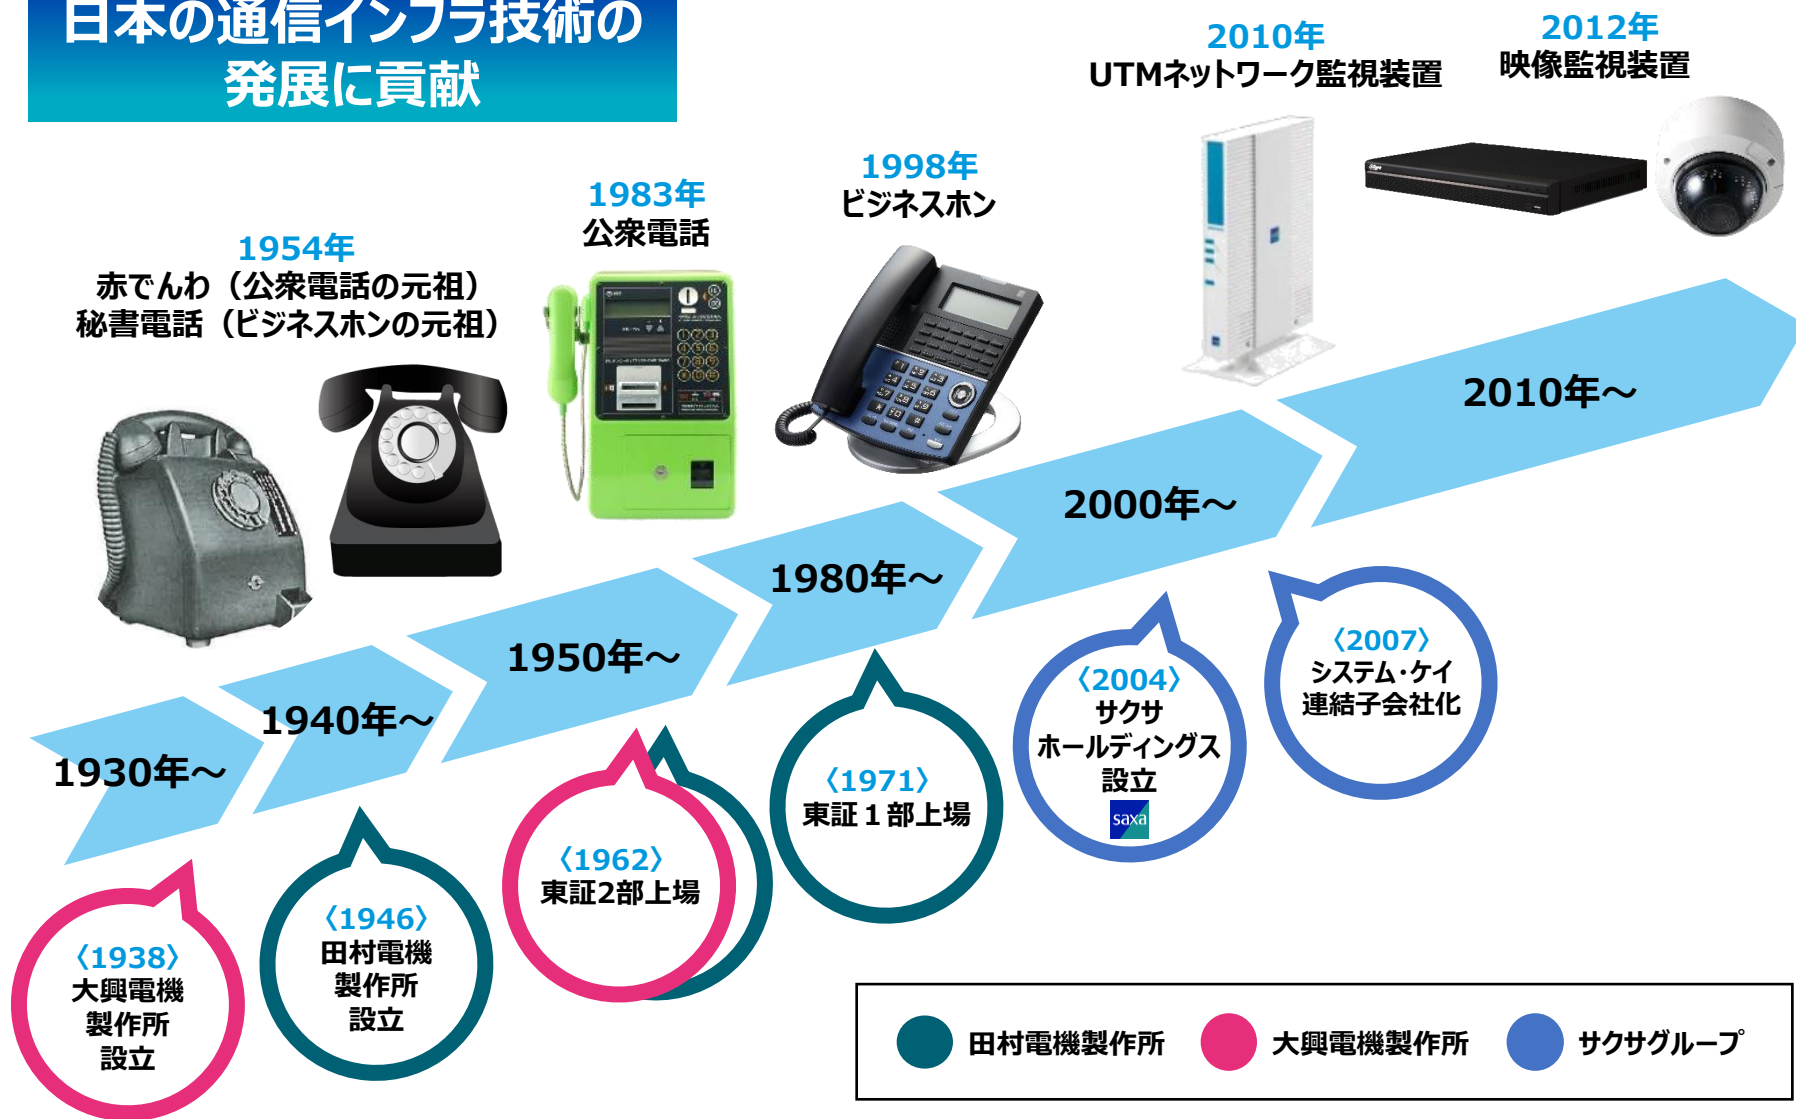 日本の通信インフラ技術の
発展に貢献
2010年
UTMネットワーク監視装置
2012年
映像監視装置
1998年
ビジネスホン
1983年
公衆電話
1954年
赤でんわ（公衆電話の元祖）
秘書電話（ビジネスホンの元祖）
1930年～
1940年～
1950年～
1980年～
2000年～
2010年～
〈1938〉
大興電機
製作所
設立
〈1946〉
田村電機
製作所
設立
〈1962〉
東証2部上場
〈1971〉
東証１部上場
〈2004〉
サクサ
ホールディングス
設立
saxa
〈2007〉
システム・ケイ
連結子会社化
田村電機製作所
大興電機製作所
サクサグループ